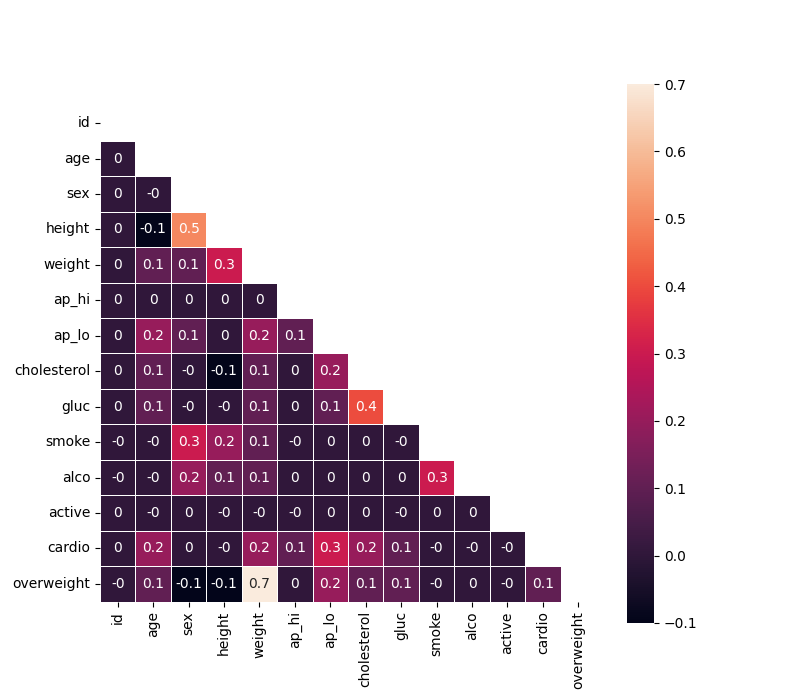 id
age 0
sex 0 -0
height 0 -0.1 0.5
weight 0 0.1 0.1 0.3
ap_hi 0 0 0 0 0
ap_lo 0 0.2 0.1 0 0.2 0.1
cholesterol 0 0.1 -0 -0.1 0.1 0 0.2
gluc 0 0.1 -0 -0 0.1 0 0.1 0.4
smoke -0 -0 0.3 0.2 0.1 -0 0 0 -0
alco -0 -0 0.2 0.1 0.1 0 0 0 0 0.3
active 0 -0 0 -0 -0 -0 0 0 -0 0 0
cardio 0 0.2 0 -0 0.2 0.1 0.3 0.2 0.1 -0 -0 -0
overweight -0 0.1 -0.1 -0.1 0.7 0 0.2 0.1 0.1 -0 0 -0 0.1
id age sex height weight ap_hi ap_lo cholesterol gluc smoke alco active cardio overweight
0.7
0.6
0.5
0.4
0.3
0.2
0.1
0.0
−0.1